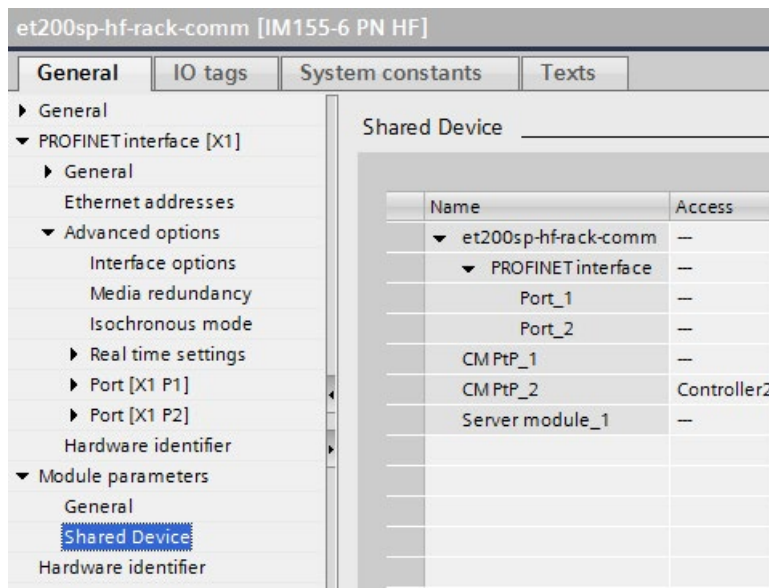 et200sp-hf-rack-comm [IM155-6 PN HF]
General IO tags System constants Texts
General
PROFINET interface [X1]
General
Ethernet addresses
Advanced options
Interface options
Media redundancy
Isochronous mode
Real time settings
Port [X1 P1]
Port [X1 P2]
Hardware identifier
Module parameters
General
Shared Device
Hardware identifier
Shared Device
Name Access
et200sp-hf-rack-comm ---
PROFINET interface ---
Port_1 ---
Port_2 ---
CM PtP_1 ---
CM PtP_2 Controller2
Server module_1 ---